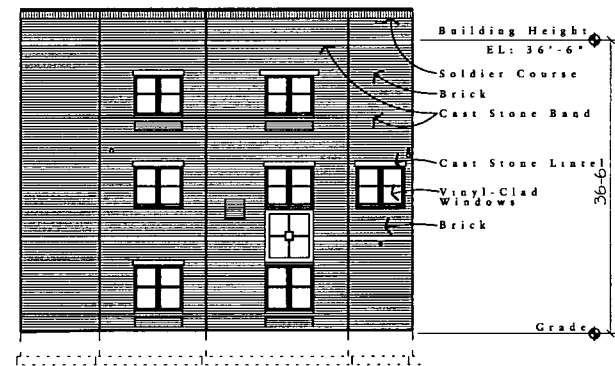 Building Height
EL: 36'-6"
Soldier Course
Brick
Cast Stone Band
Cast Stone Lintel
Vinyl-Clad
Windows
Brick
36-6
Grade